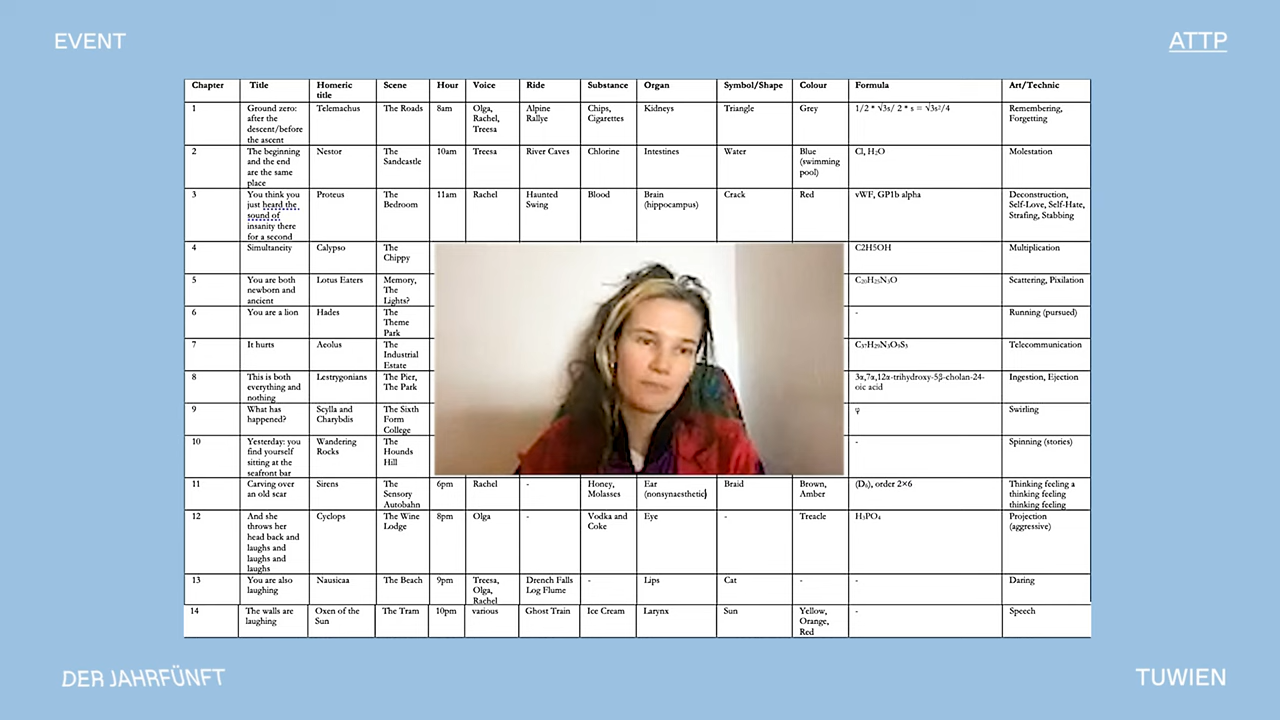 EVENT
ATTP
Chapter Title Homeric title Scene Hour Voice Ride Substance Organ Symbol/Shape Colour Formula Art/Technic
1 Ground zero: after the descent/before the ascent Telemachus The Roads 8am Olga, Rachel, Treesa Alpine Rallye Chips, Cigarettes Kidneys Triangle Grey 1/2 * √3s/ 2 * s = √3s²/4 Remembering, Forgetting
2 The beginning and the end are the same place Nestor The Sandcastle 10am Treesa River Caves Chlorine Intestines Water Blue (swimming pool) Cl, H₂O Molestation
3 You think you just heard the sound of insanity there for a second Proteus The Bedroom 11am Rachel Haunted Swing Blood Brain (hippocampus) Crack Red vWF, GP1b alpha Deconstruction, Self-Love, Self-Hate, Strafing, Stabbing
4 Simultaneity Calypso The Chippy C2H5OH Multiplication
5 You are both newborn and ancient Lotus Eaters Memory, The Lights? C₂₀H₂₅N₃O Scattering, Pixilation
6 You are a lion Hades The Theme Park - Running (pursued)
7 It hurts Aeolus The Industrial Estate Telecommunication
8 This is both everything and nothing Lestrygonians The Pier, The Park 3α,7α,12α-trihydroxy-5β-cholan-24-oic acid Ingestion, Ejection
9 What has happened? Scylla and Charybdis The Sixth Form College φ Swirling
10 Yesterday: you find yourself sitting at the seafront bar Wandering Rocks The Hounds Hill - Spinning (stories)
11 Carving over an old scar Sirens The Sensory Autobahn 6pm Rachel - Honey, Molasses Ear (nonsynaesthetic) Braid Brown, Amber (D₆), order 2×6 Thinking feeling a thinking feeling thinking feeling
12 And she throws her head back and laughs and laughs and laughs Cyclops The Wine Lodge 8pm Olga - Vodka and Coke Eye - Treacle H₃PO₄ Projection (aggressive)
13 You are also laughing Nausicaa The Beach 9pm Treesa, Olga, Rachel Drench Falls Log Flume - Lips Cat - - Daring
14 The walls are laughing Oxen of the Sun The Tram 10pm various Ghost Train Ice Cream Larynx Sun Yellow, Orange, Red - Speech
DER JAHRFÜNFT
TUWIEN